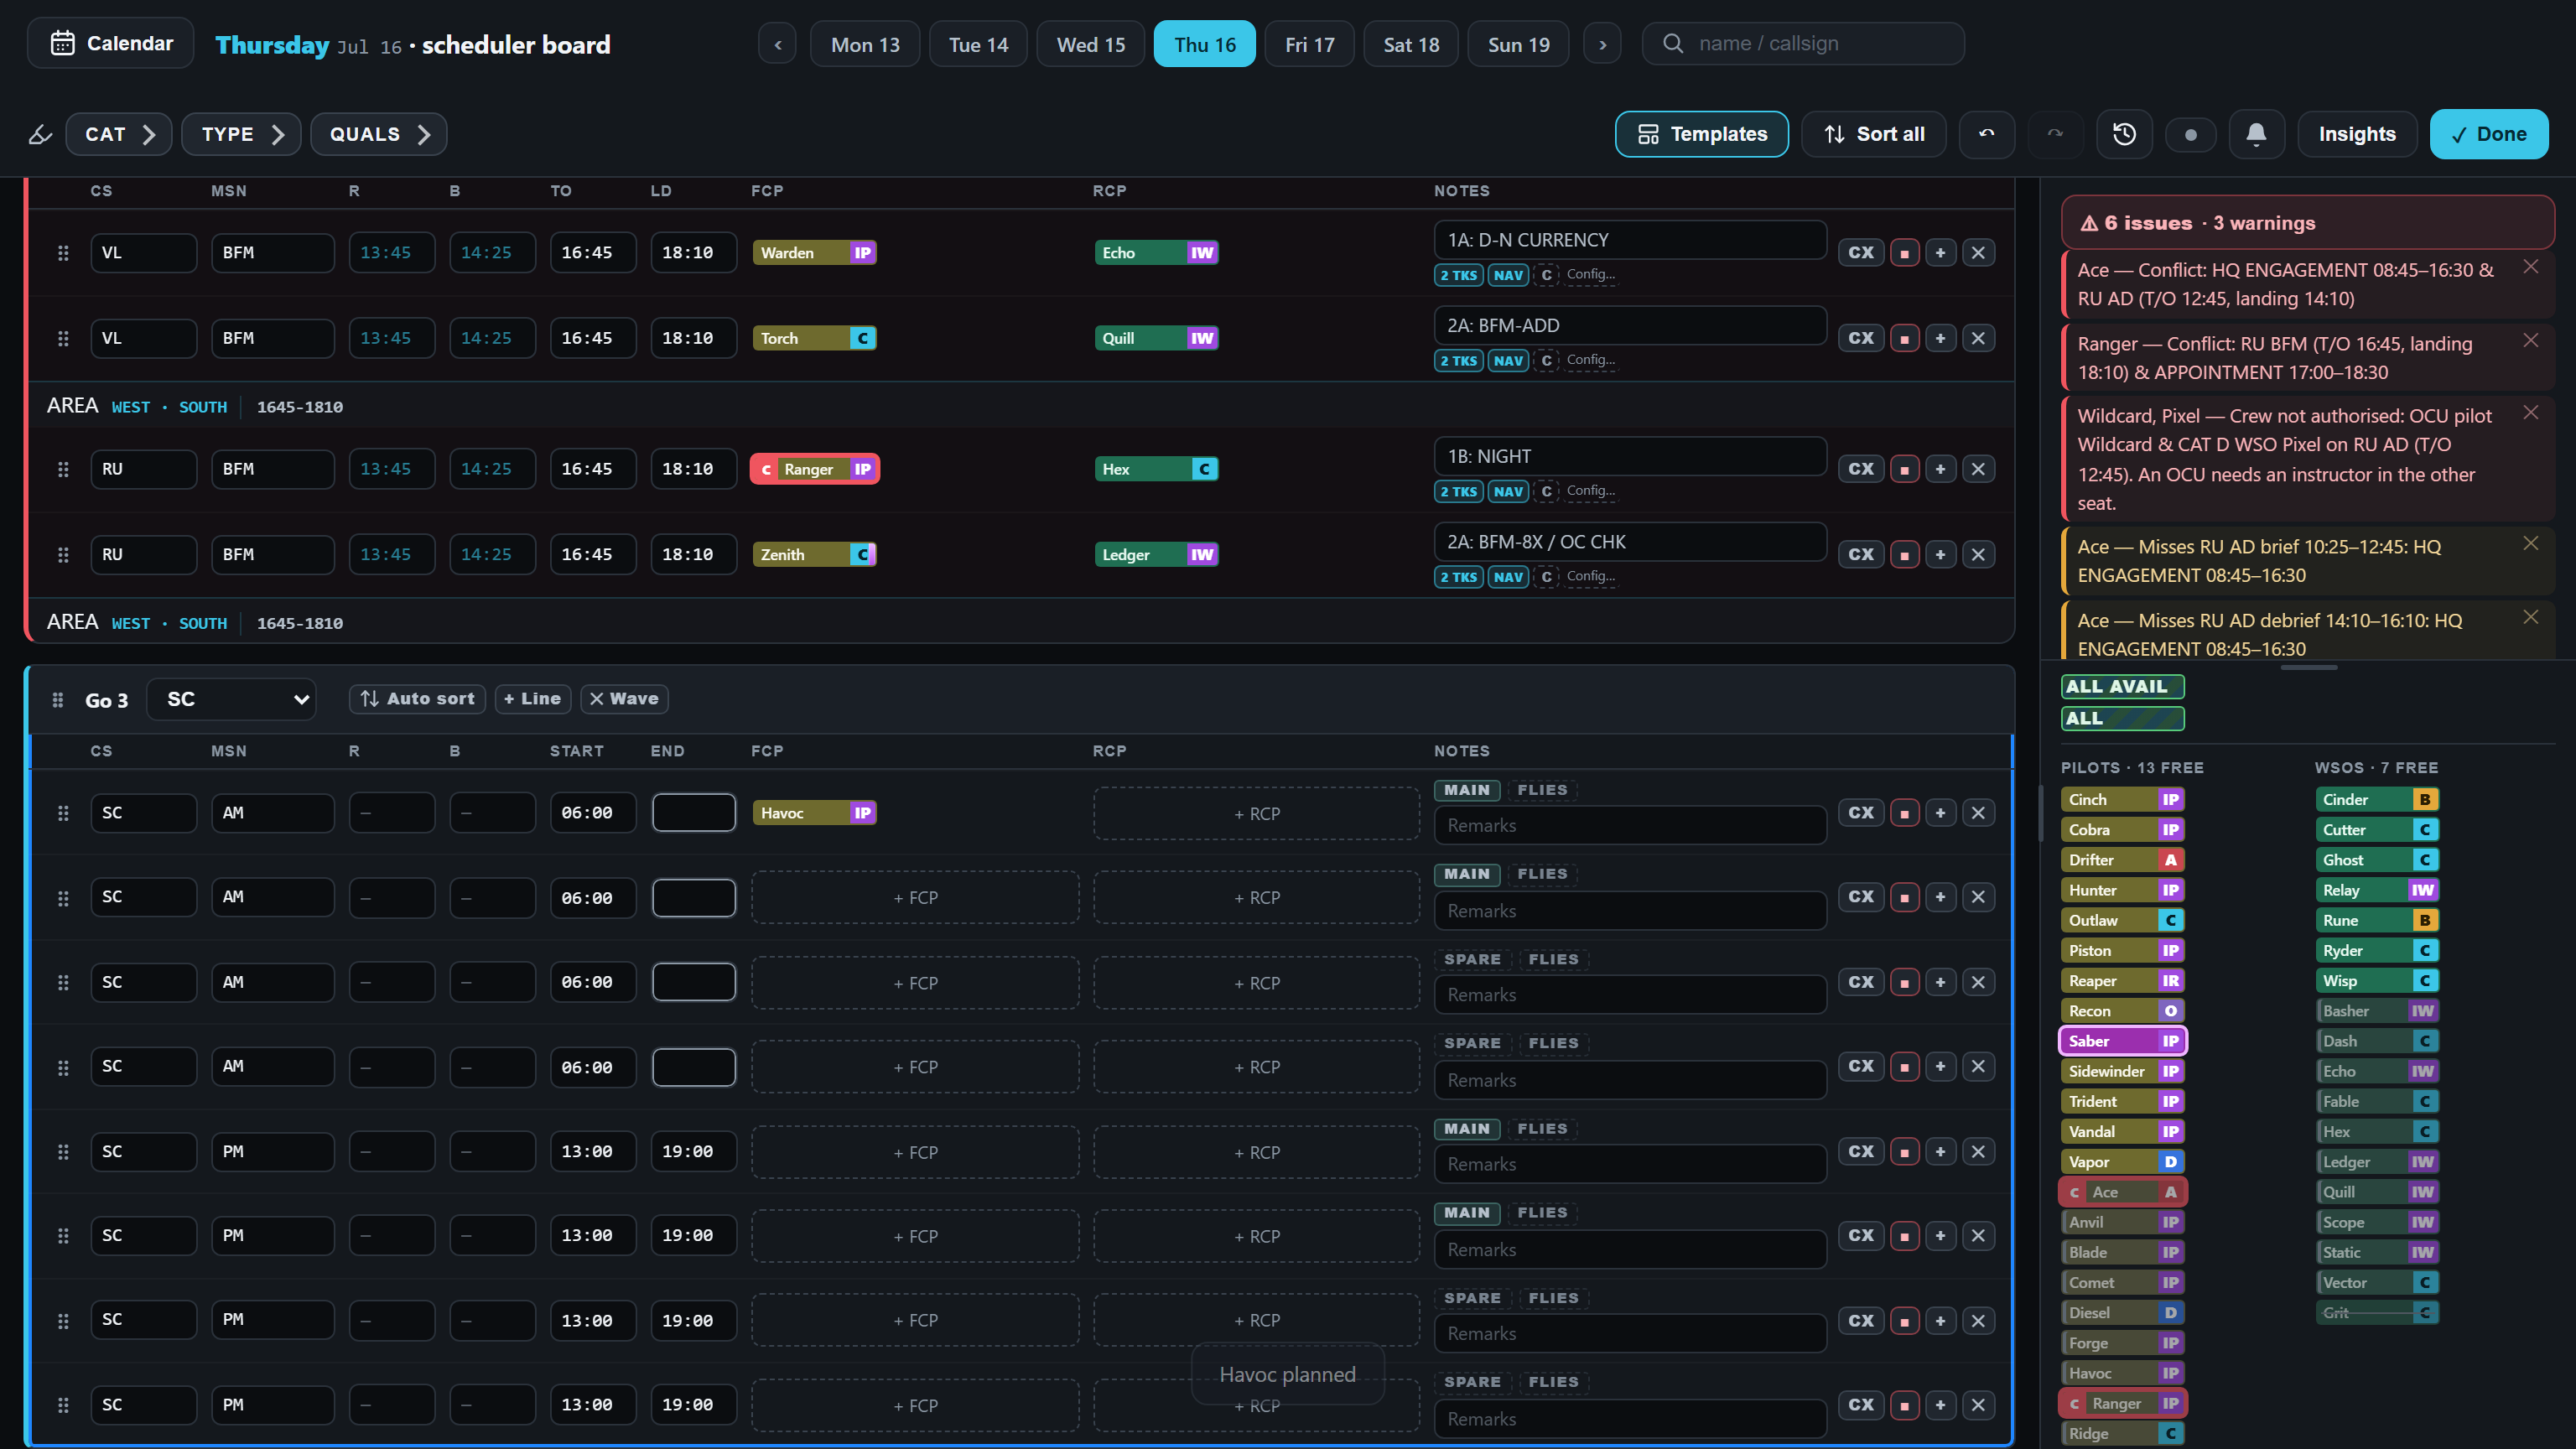 Calendar
Thursday Jul 16 · scheduler board
Mon 13
Tue 14
Wed 15
Thu 16
Fri 17
Sat 18
Sun 19
name / callsign
CAT
TYPE
QUALS
Templates
Sort all
Insights
✓ Done
CS MSN R B TO LD FCP RCP NOTES
VL BFM 13:45 14:25 16:45 18:10 Warden IP Echo IW 1A: D-N CURRENCY CX + ×
2 TKS NAV C Config...
VL BFM 13:45 14:25 16:45 18:10 Torch C Quill IW 2A: BFM-ADD CX + ×
2 TKS NAV C Config...
AREA WEST · SOUTH 1645-1810
RU BFM 13:45 14:25 16:45 18:10 c Ranger IP Hex C 1B: NIGHT CX + ×
2 TKS NAV C Config...
RU BFM 13:45 14:25 16:45 18:10 Zenith C Ledger IW 2A: BFM-8X / OC CHK CX + ×
2 TKS NAV C Config...
AREA WEST · SOUTH 1645-1810
Go 3 SC Auto sort + Line × Wave
CS MSN R B START END FCP RCP NOTES
MAIN FLIES
SC AM – – 06:00 Havoc IP + RCP Remarks CX + ×
MAIN FLIES
SC AM – – 06:00 + FCP + RCP Remarks CX + ×
SPARE FLIES
SC AM – – 06:00 + FCP + RCP Remarks CX + ×
SPARE FLIES
SC AM – – 06:00 + FCP + RCP Remarks CX + ×
MAIN FLIES
SC PM – – 13:00 19:00 + FCP + RCP Remarks CX + ×
MAIN FLIES
SC PM – – 13:00 19:00 + FCP + RCP Remarks CX + ×
SPARE FLIES
SC PM – – 13:00 19:00 + FCP + RCP Remarks CX + ×
Havoc planned
SPARE FLIES
SC PM – – 13:00 19:00 + FCP + RCP Remarks CX + ×
⚠ 6 issues · 3 warnings
Ace — Conflict: HQ ENGAGEMENT 08:45–16:30 &
RU AD (T/O 12:45, landing 14:10)
Ranger — Conflict: RU BFM (T/O 16:45, landing
18:10) & APPOINTMENT 17:00–18:30
Wildcard, Pixel — Crew not authorised: OCU pilot
Wildcard & CAT D WSO Pixel on RU AD (T/O
12:45). An OCU needs an instructor in the other
seat.
Ace — Misses RU AD brief 10:25–12:45: HQ
ENGAGEMENT 08:45–16:30
Ace — Misses RU AD debrief 14:10–16:10: HQ
ENGAGEMENT 08:45–16:30
ALL AVAIL
ALL
PILOTS · 13 FREE
Cinch IP
Cobra IP
Drifter A
Hunter IP
Outlaw C
Piston IP
Reaper IR
Recon O
Saber IP
Sidewinder IP
Trident IP
Vandal IP
Vapor D
c Ace A
Anvil IP
Blade IP
Comet IP
Diesel D
Forge IP
Havoc IP
c Ranger IP
Ridge C
WSOS · 7 FREE
Cinder B
Cutter C
Ghost C
Relay IW
Rune B
Ryder C
Wisp C
Basher IW
Dash C
Echo IW
Fable C
Hex C
Ledger IW
Quill IW
Scope IW
Static IW
Vector C
Grit C